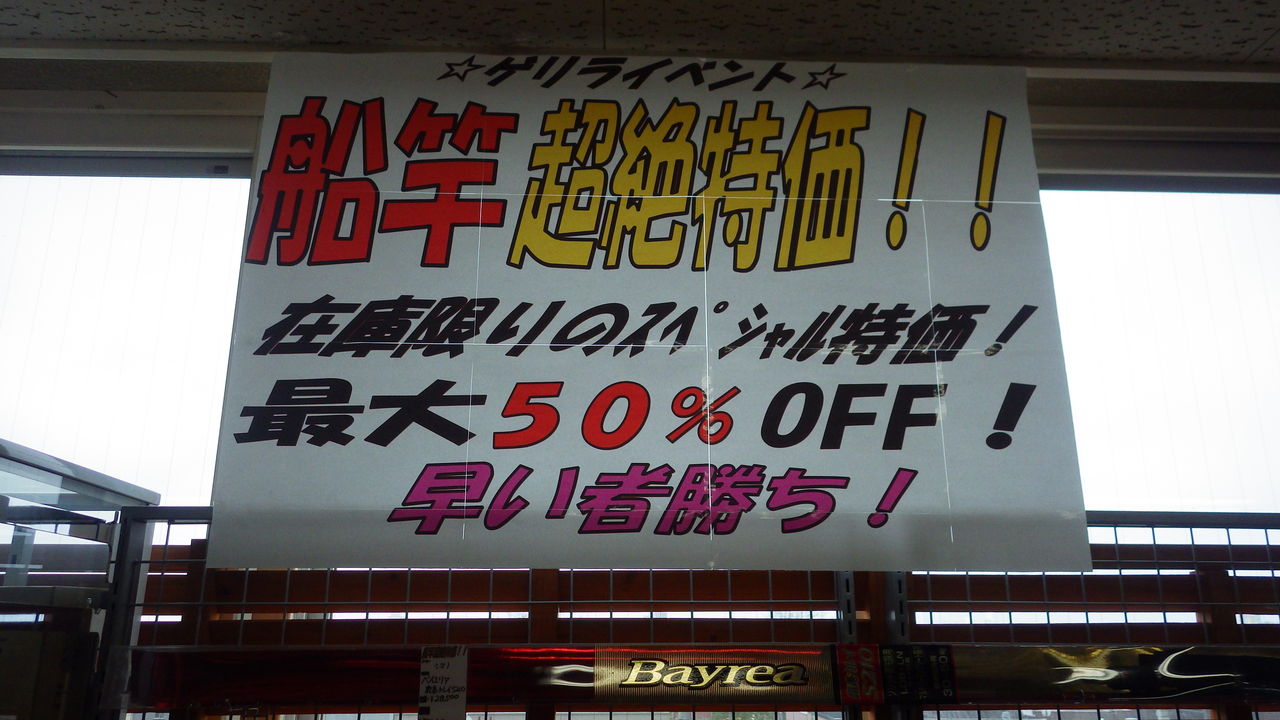 ☆ゲリライベント☆
船竿超絶特価！！
在庫限りのｽﾍﾟｼｬﾙ特価！
最大５０％OFF！
早い者勝ち！
Bayrea